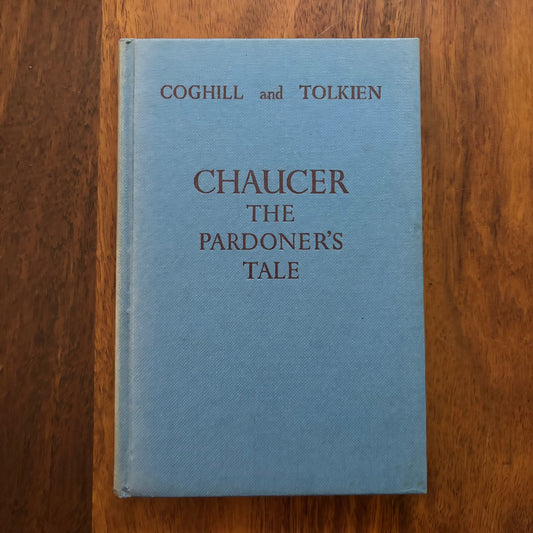 COGHILL and TOLKIEN
CHAUCER
THE
PARDONER'S
TALE